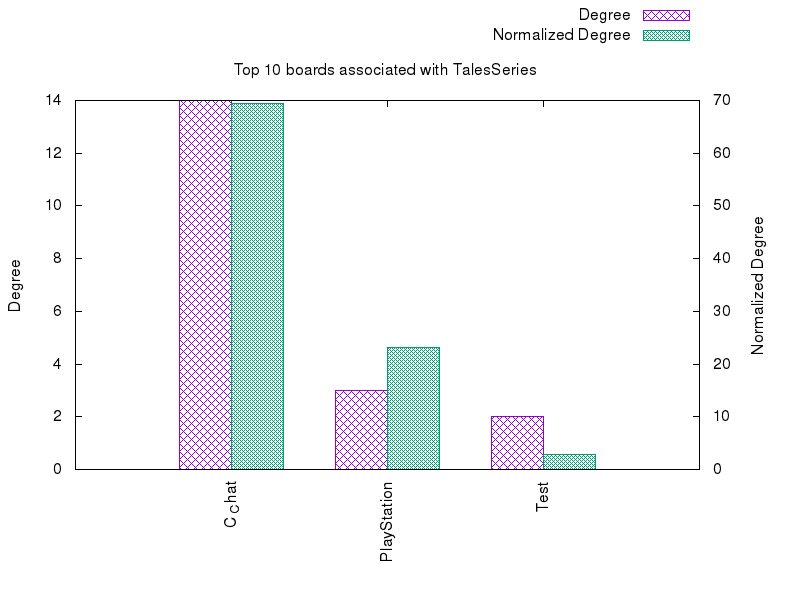 Degree
Normalized Degree
Top 10 boards associated with TalesSeries
14
12
10
8
6
4
2
0
Degree
70
60
50
40
30
20
10
0
Normalized Degree
C_Chat
PlayStation
Test